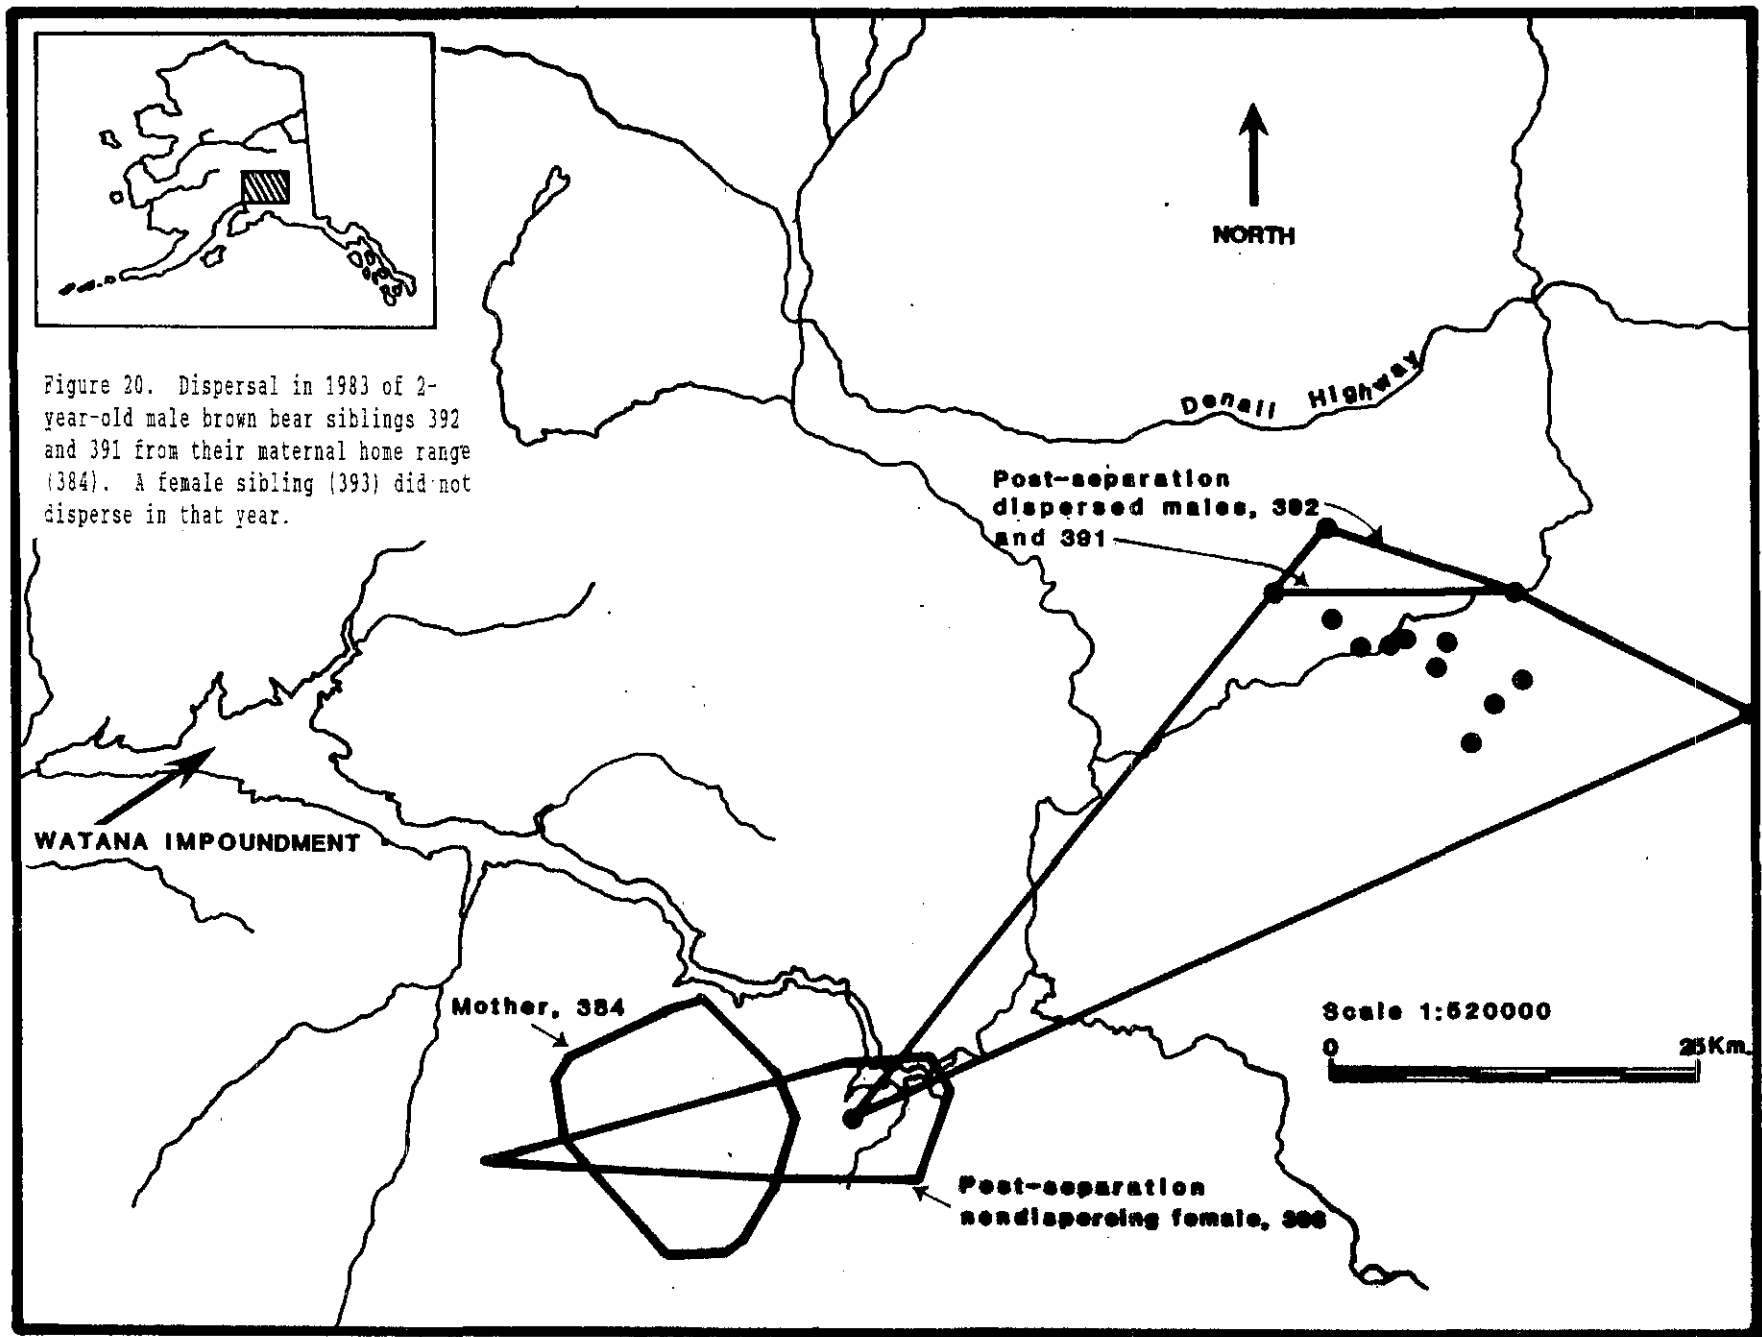 NORTH
Figure 20. Dispersal in 1983 of 2-
year-old male brown bear siblings 392
and 391 from their maternal home range
(384). A female sibling (393) did not
disperse in that year.
Denali Highway
Post-separation
dispersed males, 392
and 391
WATANA IMPOUNDMENT
Mother, 384
Scale 1:520000
0 25Km.
Post-separation
nondispersing female,